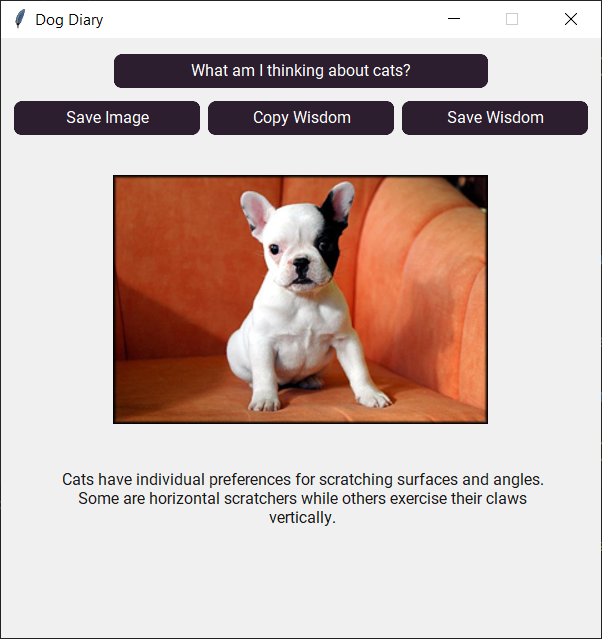 Dog Diary
What am I thinking about cats?
Save Image Copy Wisdom Save Wisdom
Cats have individual preferences for scratching surfaces and angles.
Some are horizontal scratchers while others exercise their claws
vertically.